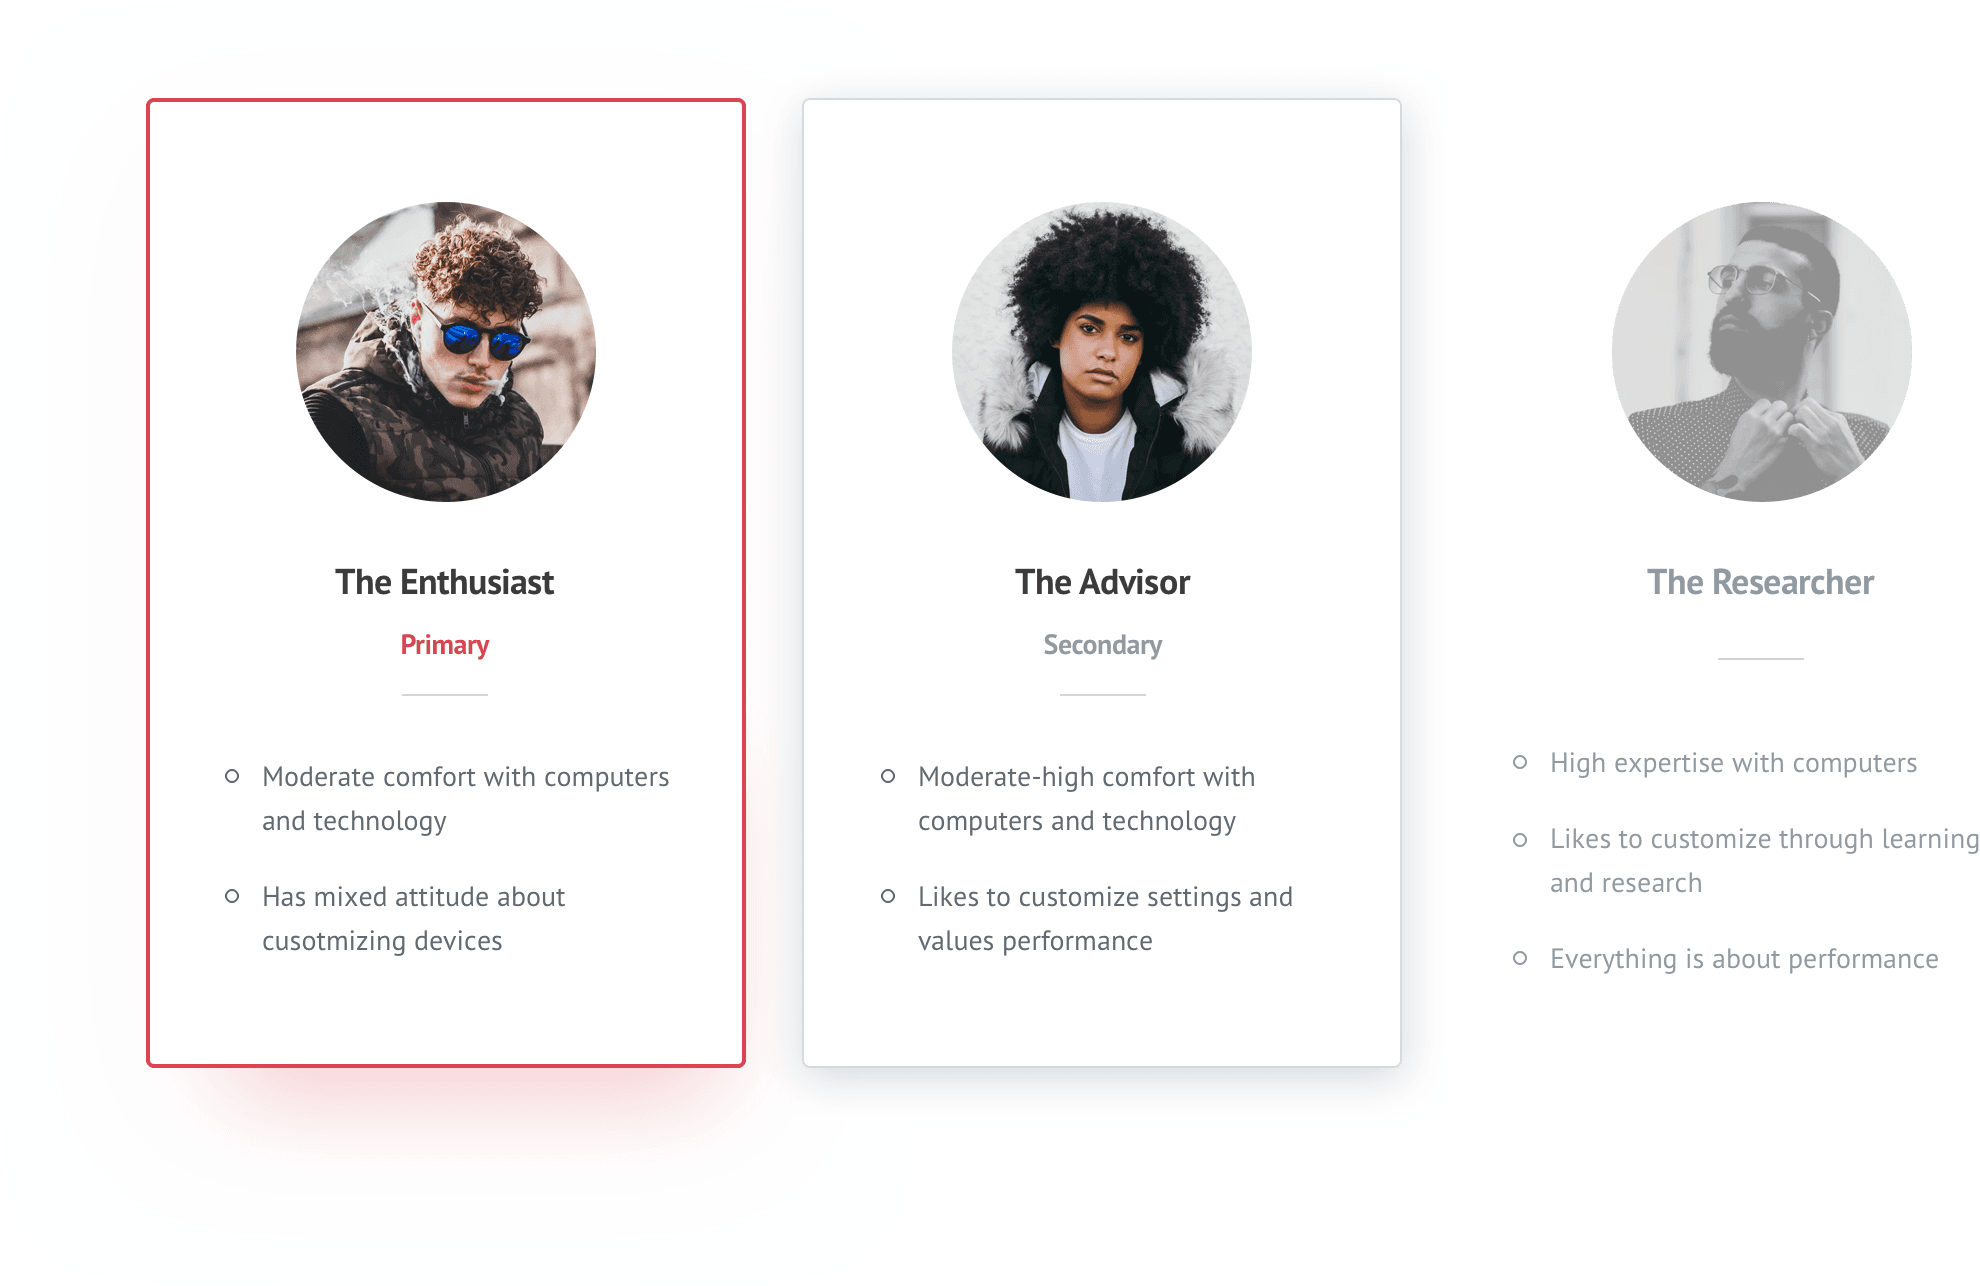 The Enthusiast
Primary
Moderate comfort with computers
and technology
Has mixed attitude about
cusotmizing devices
The Advisor
Secondary
Moderate-high comfort with
computers and technology
Likes to customize settings and
values performance
The Researcher
High expertise with computers
Likes to customize through learning
and research
Everything is about performance